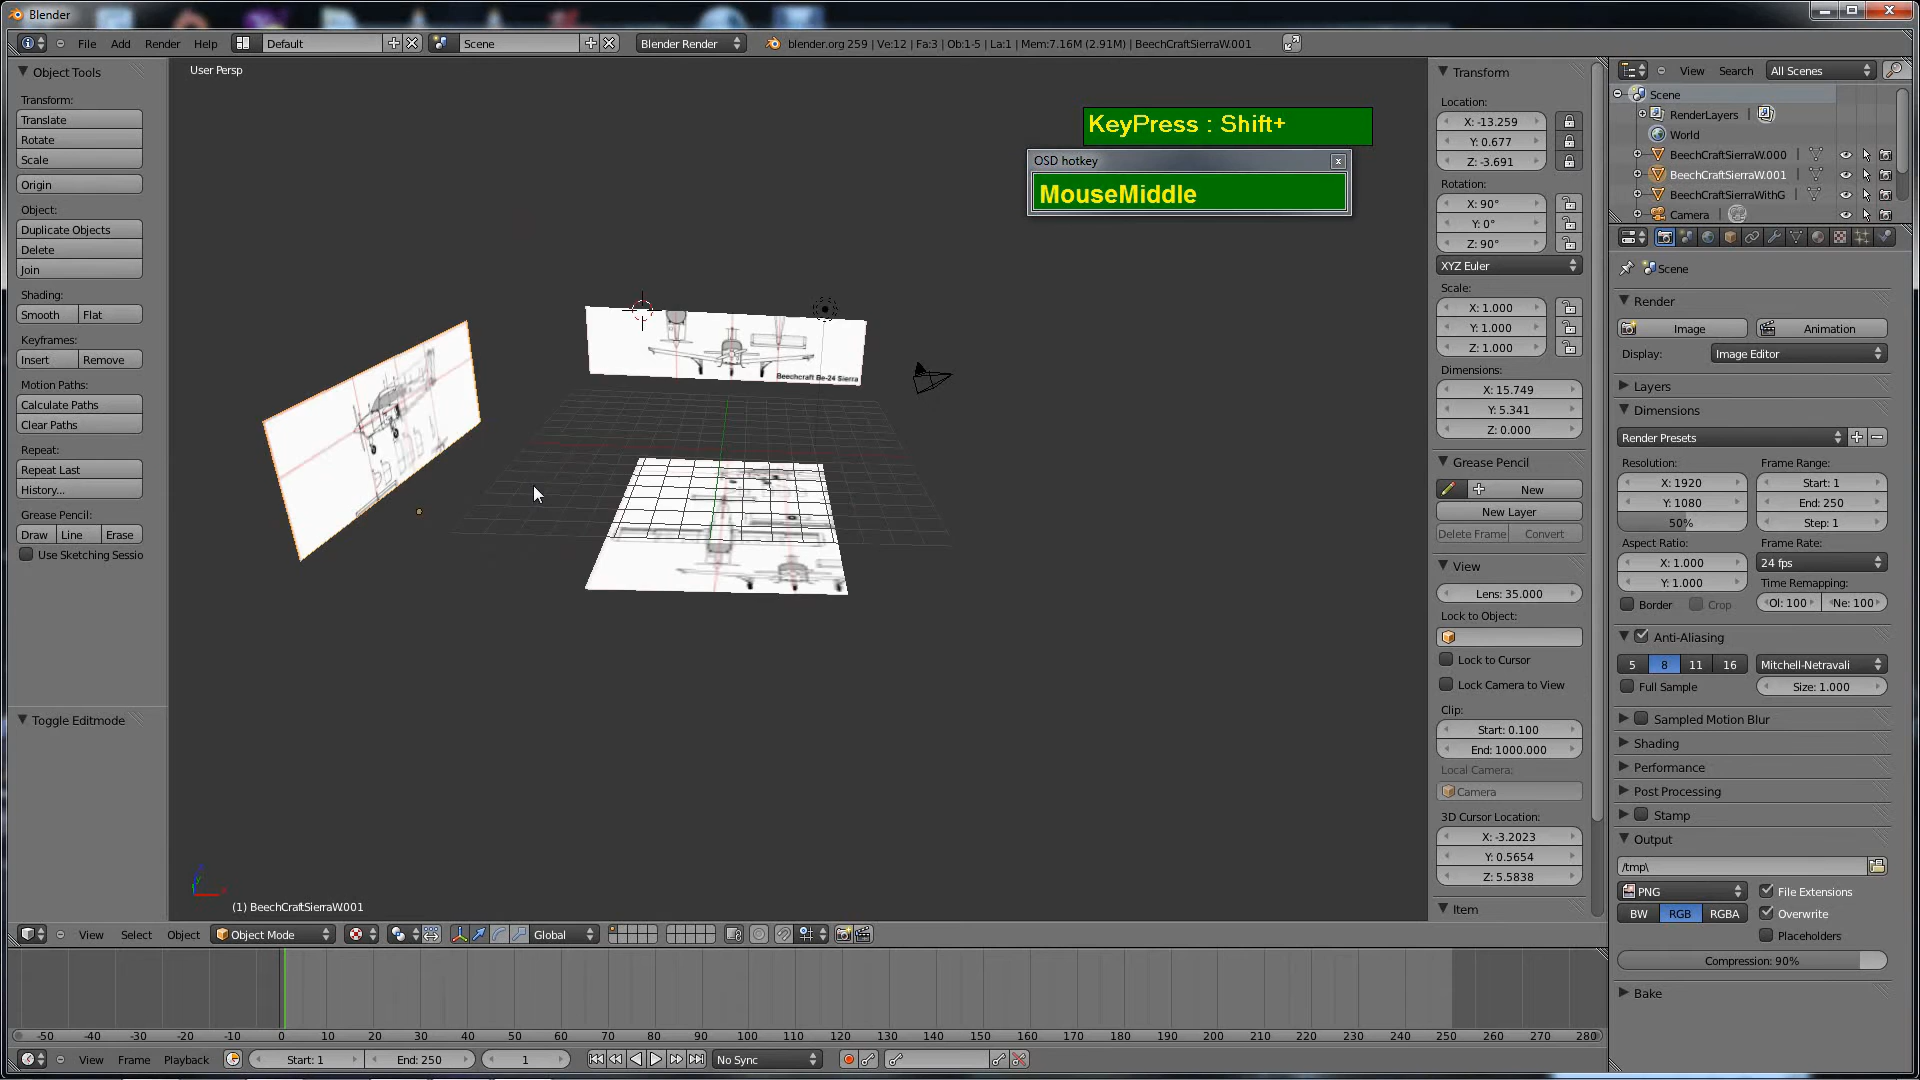 Blender
File Add Render Help Default Scene Blender Render blender.org 259 | Ve:12 | Fa:3 | Ob:1-5 | La:1 | Mem:7.16M (2.91M) | BeechCraftSierraW.001
Object Tools
Transform:
Translate
Rotate
Scale
Origin
Object:
Duplicate Objects
Delete
Join
Shading:
Smooth Flat
Keyframes:
Insert Remove
Motion Paths:
Calculate Paths
Clear Paths
Repeat:
Repeat Last
History...
Grease Pencil:
Draw Line Erase
Use Sketching Sessio
Toggle Editmode
User Persp
KeyPress : Shift+
OSD hotkey
MouseMiddle
Beechcraft Be-24 Sierra
(1) BeechCraftSierraW.001
View Select Object Object Mode Global
Transform
Location:
X: -13.259
Y: 0.677
Z: -3.691
Rotation:
X: 90°
Y: 0°
Z: 90°
XYZ Euler
Scale:
X: 1.000
Y: 1.000
Z: 1.000
Dimensions:
X: 15.749
Y: 5.341
Z: 0.000
Grease Pencil
New
New Layer
Delete Frame Convert
View
Lens: 35.000
Lock to Object:
Lock to Cursor
Lock Camera to View
Clip:
Start: 0.100
End: 1000.000
Local Camera:
Camera
3D Cursor Location:
X: -3.2023
Y: 0.5654
Z: 5.5838
Item
View Search All Scenes
Scene
RenderLayers
World
BeechCraftSierraW.000
BeechCraftSierraW.001
BeechCraftSierraWithG
Camera
Scene
Render
Image Animation
Display: Image Editor
Layers
Dimensions
Render Presets
Resolution: Frame Range:
X: 1920 Start: 1
Y: 1080 End: 250
50% Step: 1
Aspect Ratio: Frame Rate:
X: 1.000 24 fps
Y: 1.000 Time Remapping:
Border Crop Ol: 100 Ne: 100
Anti-Aliasing
5 8 11 16 Mitchell-Netravali
Full Sample Size: 1.000
Sampled Motion Blur
Shading
Performance
Post Processing
Stamp
Output
/tmp\
PNG File Extensions
BW RGB RGBA Overwrite
Placeholders
Compression: 90%
Bake
-50 -40 -30 -20 -10 0 10 20 30 40 50 60 70 80 90 100 110 120 130 140 150 160 170 180 190 200 210 220 230 240 250 260 270 280
View Frame Playback Start: 1 End: 250 1 No Sync